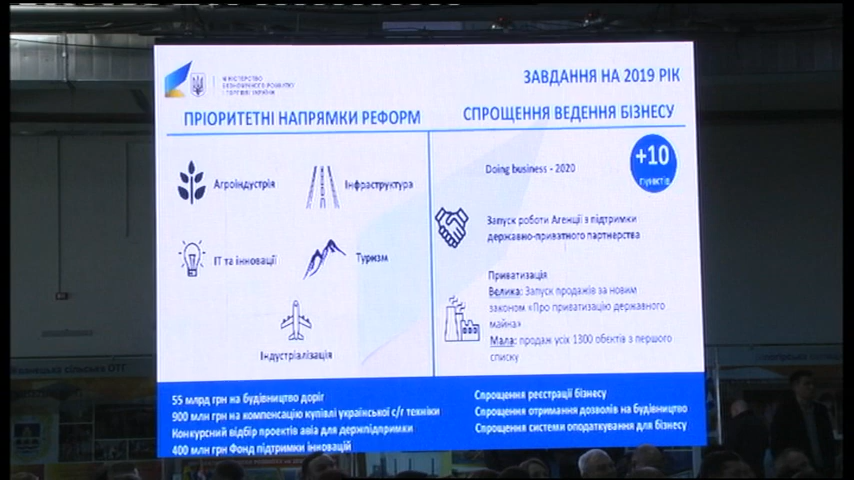 МІНІСТЕРСТВО
ЕКОНОМІЧНОГО РОЗВИТКУ
І ТОРГІВЛІ УКРАЇНИ
ЗАВДАННЯ НА 2019 РІК
ПРІОРИТЕТНІ НАПРЯМКИ РЕФОРМ
Агроіндустрія
Інфраструктура
ІТ та інновації
Туризм
Індустріалізація
СПРОЩЕННЯ ВЕДЕННЯ БІЗНЕСУ
Doing business - 2020
+10
пунктів
Запуск роботи Агенції з підтримки
державно-приватного партнерства
Приватизація
Велика: Запуск продажів за новим
законом «Про приватизацію державного
майна»
Мала: продаж усіх 1300 обєктів з першого
списку
55 млрд грн на будівництво доріг
900 млн грн на компенсацію купівлі української с/г техніки
Конкурсний відбір проектів авіа для держпідпримки
400 млн грн Фонд підтримки інновацій
Спрощення реєстрації бізнесу
Спрощення отримання дозволів на будівництво
Спрощення системи оподаткування для бізнесу
сільська ОТГ